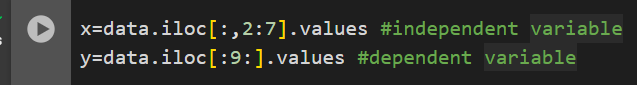 x=data.iloc[:,2:7].values #independent variable
y=data.iloc[:9:].values #dependent variable